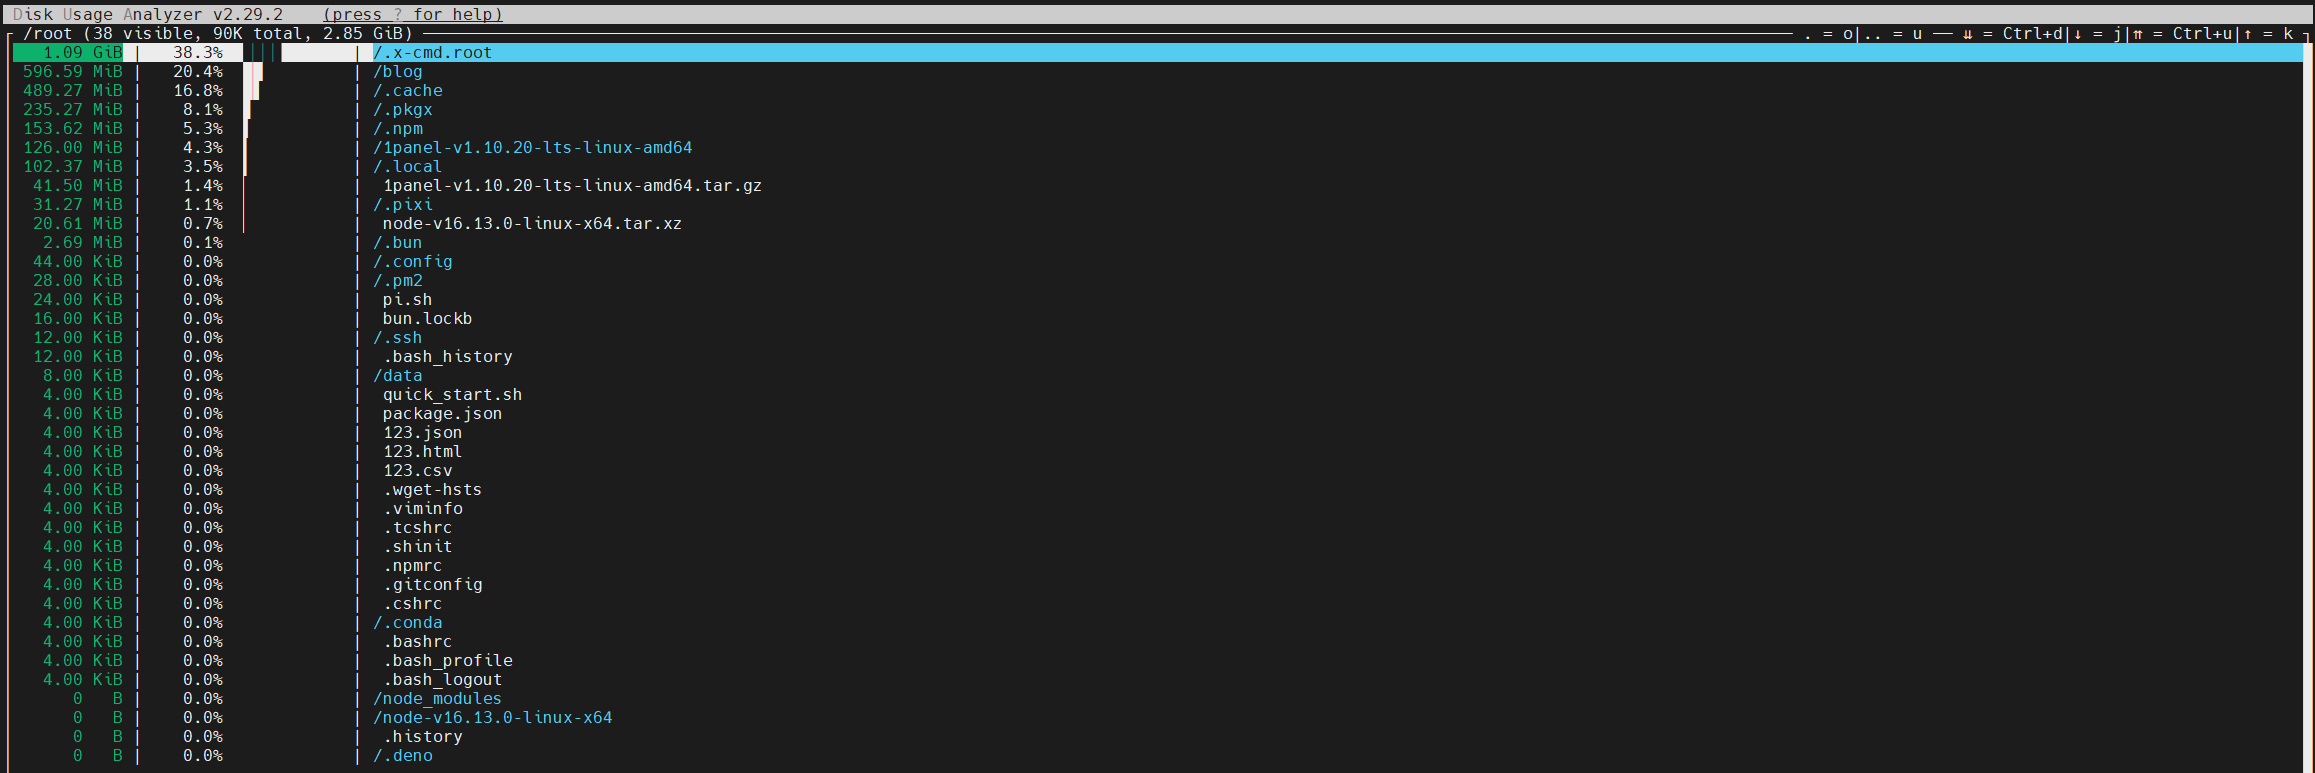 Disk Usage Analyzer v2.29.2    (press ? for help)
/root (38 visible, 90K total, 2.85 GiB) . = o|.. = u ── ⇊ = Ctrl+d|↓ = j|⇈ = Ctrl+u|↑ = k
1.09 GiB | 38.3% | /.x-cmd.root
596.59 MiB | 20.4% | /blog
489.27 MiB | 16.8% | /.cache
235.27 MiB | 8.1% | /.pkgx
153.62 MiB | 5.3% | /.npm
126.00 MiB | 4.3% | /1panel-v1.10.20-lts-linux-amd64
102.37 MiB | 3.5% | /.local
41.50 MiB | 1.4% | 1panel-v1.10.20-lts-linux-amd64.tar.gz
31.27 MiB | 1.1% | /.pixi
20.61 MiB | 0.7% | node-v16.13.0-linux-x64.tar.xz
2.69 MiB | 0.1% | /.bun
44.00 KiB | 0.0% | /.config
28.00 KiB | 0.0% | /.pm2
24.00 KiB | 0.0% | pi.sh
16.00 KiB | 0.0% | bun.lockb
12.00 KiB | 0.0% | /.ssh
12.00 KiB | 0.0% | .bash_history
8.00 KiB | 0.0% | /data
4.00 KiB | 0.0% | quick_start.sh
4.00 KiB | 0.0% | package.json
4.00 KiB | 0.0% | 123.json
4.00 KiB | 0.0% | 123.html
4.00 KiB | 0.0% | 123.csv
4.00 KiB | 0.0% | .wget-hsts
4.00 KiB | 0.0% | .viminfo
4.00 KiB | 0.0% | .tcshrc
4.00 KiB | 0.0% | .shinit
4.00 KiB | 0.0% | .npmrc
4.00 KiB | 0.0% | .gitconfig
4.00 KiB | 0.0% | .cshrc
4.00 KiB | 0.0% | /.conda
4.00 KiB | 0.0% | .bashrc
4.00 KiB | 0.0% | .bash_profile
4.00 KiB | 0.0% | .bash_logout
0 B | 0.0% | /node_modules
0 B | 0.0% | /node-v16.13.0-linux-x64
0 B | 0.0% | .history
0 B | 0.0% | /.deno